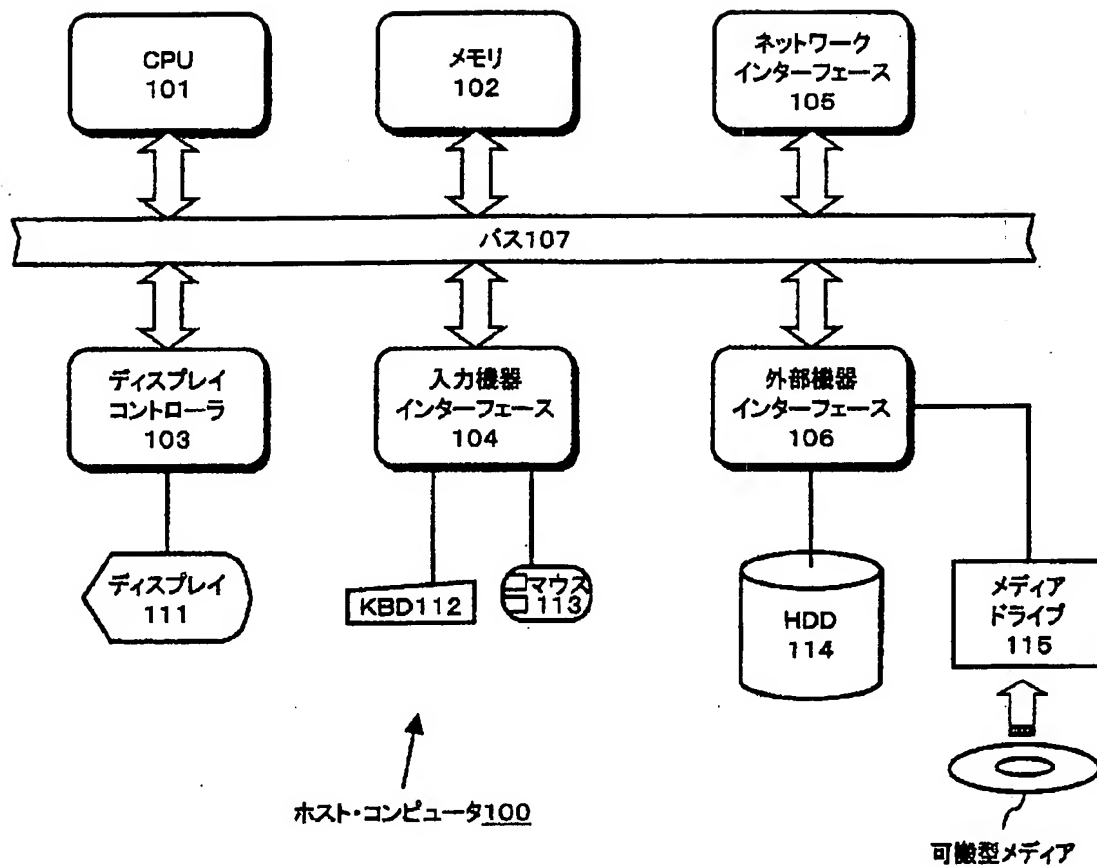 CPU
101
メモリ
102
ネットワーク
インターフェース
105
バス107
ディスプレイ
コントローラ
103
入力機器
インターフェース
104
外部機器
インターフェース
106
ディスプレイ
111
KBD112
マウス
113
HDD
114
メディア
ドライブ
115
ホスト・コンピュータ100
可搬型メディア